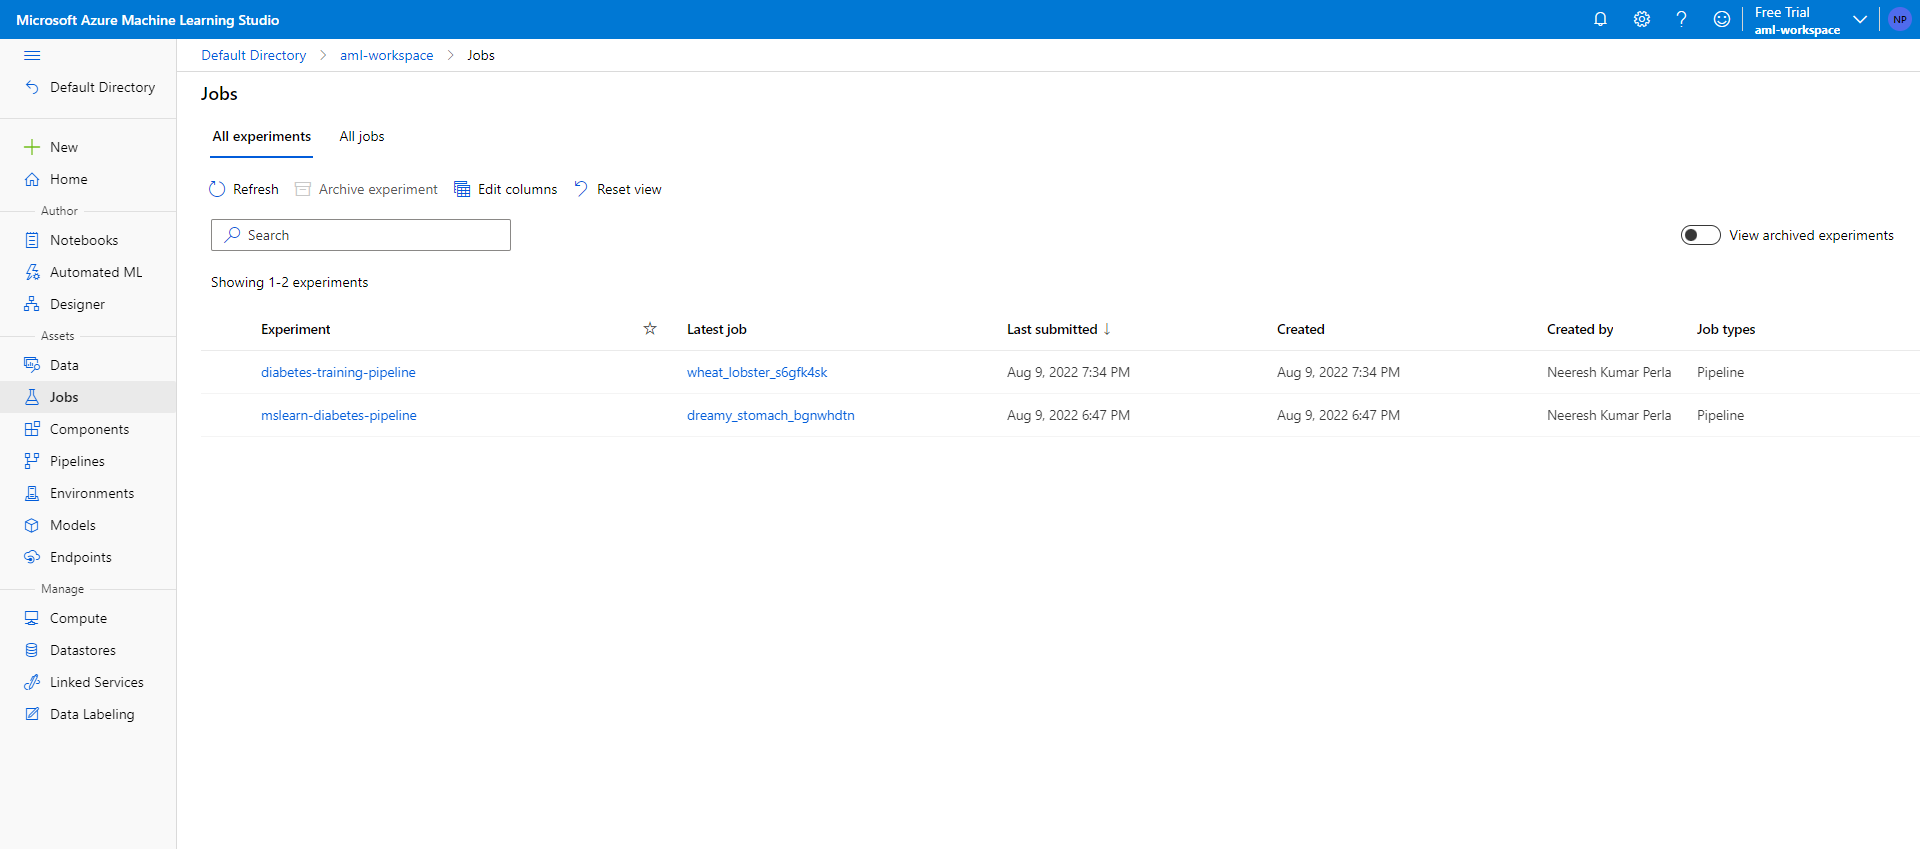 Microsoft Azure Machine Learning Studio
Free Trial
aml-workspace
NP
Default Directory
New
Home
Author
Notebooks
Automated ML
Designer
Assets
Data
Jobs
Components
Pipelines
Environments
Models
Endpoints
Manage
Compute
Datastores
Linked Services
Data Labeling
Default Directory > aml-workspace > Jobs
Jobs
All experiments All jobs
Refresh Archive experiment Edit columns Reset view
Search
View archived experiments
Showing 1-2 experiments
Experiment Latest job Last submitted ↓ Created Created by Job types
diabetes-training-pipeline wheat_lobster_s6gfk4sk Aug 9, 2022 7:34 PM Aug 9, 2022 7:34 PM Neeresh Kumar Perla Pipeline
mslearn-diabetes-pipeline dreamy_stomach_bgnwhdtn Aug 9, 2022 6:47 PM Aug 9, 2022 6:47 PM Neeresh Kumar Perla Pipeline